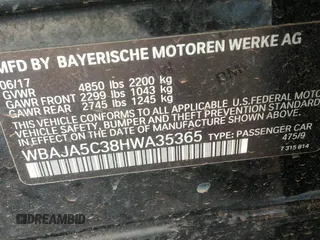 MFD BY BAYERISCHE MOTOREN WERKE AG
06/17
GVWR 4850 lbs 2200 kg
GAWR FRONT 2299 lbs 1043 kg
GAWR REAR 2745 lbs 1245 kg
THIS VEHICLE CONFORMS TO ALL APPLICABLE U.S. FEDERAL MOTOR
VEHICLE SAFETY, BUMPER, AND THEFT PREVENTION
IN EFFECT ON THE DATE OF MANUFACTURE SHOWN ABOVE
WBAJA5C38HWA35365 TYPE: PASSENGER CAR
475/9
7 315 814
DREAMBID